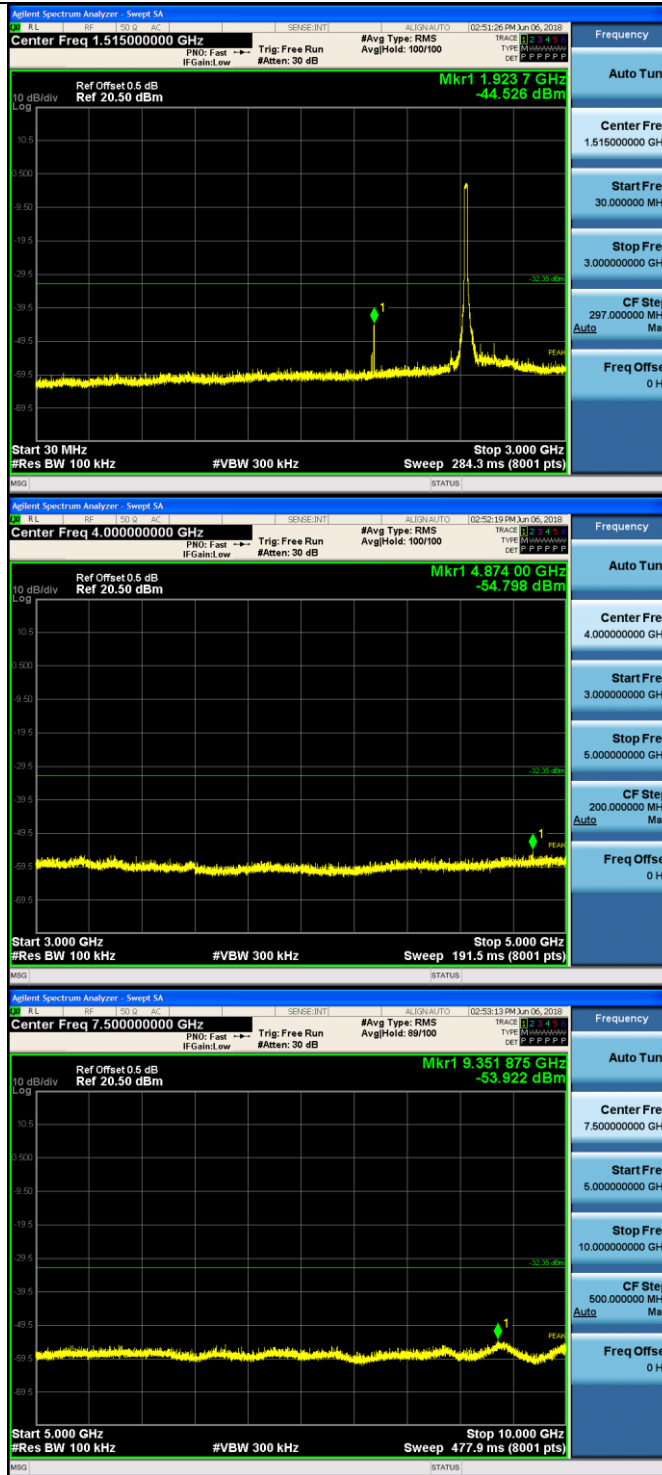 Agilent Spectrum Analyzer - Swept SA
RL RF 50 Ω AC SENSE:INT ALIGN AUTO 02:51:26 PM Jun 06, 2018
Center Freq 1.515000000 GHz
PNO: Fast Trig: Free Run
IFGain:Low #Atten: 30 dB
#Avg Type: RMS
Avg|Hold: 100/100
TRACE 1 2 3 4 5 6
TYPE M
DET P P P P P P
Frequency
Auto Tun
Mkr1 1.923 7 GHz
-44.526 dBm
Ref Offset 0.5 dB
10 dB/div Ref 20.50 dBm
Log
10.5
0.500
-9.50
-19.5
-29.5
-39.5
-49.5
-59.5
-69.5
-32.35 dBm
1
PEAK
Center Fre
1.515000000 GH
Start Fre
30.000000 MH
Stop Fre
3.000000000 GH
CF Ste
297.000000 MH
Auto Ma
Freq Offse
0 H
Start 30 MHz Stop 3.000 GHz
#Res BW 100 kHz #VBW 300 kHz Sweep 284.3 ms (8001 pts)
MSG STATUS
Agilent Spectrum Analyzer - Swept SA
RL RF 50 Ω AC SENSE:INT ALIGN AUTO 02:52:19 PM Jun 06, 2018
Center Freq 4.000000000 GHz
PNO: Fast Trig: Free Run
IFGain:Low #Atten: 30 dB
#Avg Type: RMS
Avg|Hold: 100/100
TRACE 1 2 3 4 5 6
TYPE M
DET P P P P P P
Frequency
Auto Tun
Mkr1 4.874 00 GHz
-54.798 dBm
Ref Offset 0.5 dB
10 dB/div Ref 20.50 dBm
Log
10.5
0.500
-9.50
-19.5
-29.5
-39.5
-49.5
-59.5
-69.5
-32.35 dBm
1
PEAK
Center Fre
4.000000000 GH
Start Fre
3.000000000 GH
Stop Fre
5.000000000 GH
CF Ste
200.000000 MH
Auto Ma
Freq Offse
0 H
Start 3.000 GHz Stop 5.000 GHz
#Res BW 100 kHz #VBW 300 kHz Sweep 191.5 ms (8001 pts)
MSG STATUS
Agilent Spectrum Analyzer - Swept SA
RL RF 50 Ω AC SENSE:INT ALIGN AUTO 02:53:13 PM Jun 06, 2018
Center Freq 7.500000000 GHz
PNO: Fast Trig: Free Run
IFGain:Low #Atten: 30 dB
#Avg Type: RMS
Avg|Hold: 89/100
TRACE 1 2 3 4 5 6
TYPE M
DET P P P P P P
Frequency
Auto Tun
Mkr1 9.351 875 GHz
-53.922 dBm
Ref Offset 0.5 dB
10 dB/div Ref 20.50 dBm
Log
10.5
0.500
-9.50
-19.5
-29.5
-39.5
-49.5
-59.5
-69.5
-32.35 dBm
1
PEAK
Center Fre
7.500000000 GH
Start Fre
5.000000000 GH
Stop Fre
10.000000000 GH
CF Ste
500.000000 MH
Auto Ma
Freq Offse
0 H
Start 5.000 GHz Stop 10.000 GHz
#Res BW 100 kHz #VBW 300 kHz Sweep 477.9 ms (8001 pts)
MSG STATUS